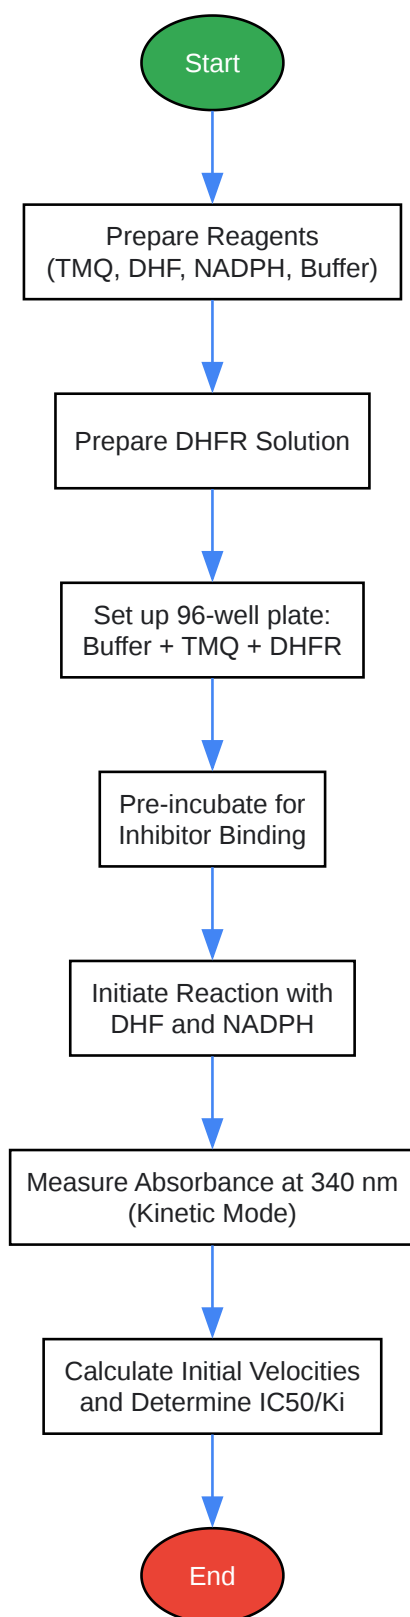 Start
Prepare Reagents
(TMQ, DHF, NADPH, Buffer)
Prepare DHFR Solution
Set up 96-well plate:
Buffer + TMQ + DHFR
Pre-incubate for
Inhibitor Binding
Initiate Reaction with
DHF and NADPH
Measure Absorbance at 340 nm
(Kinetic Mode)
Calculate Initial Velocities
and Determine IC50/Ki
End